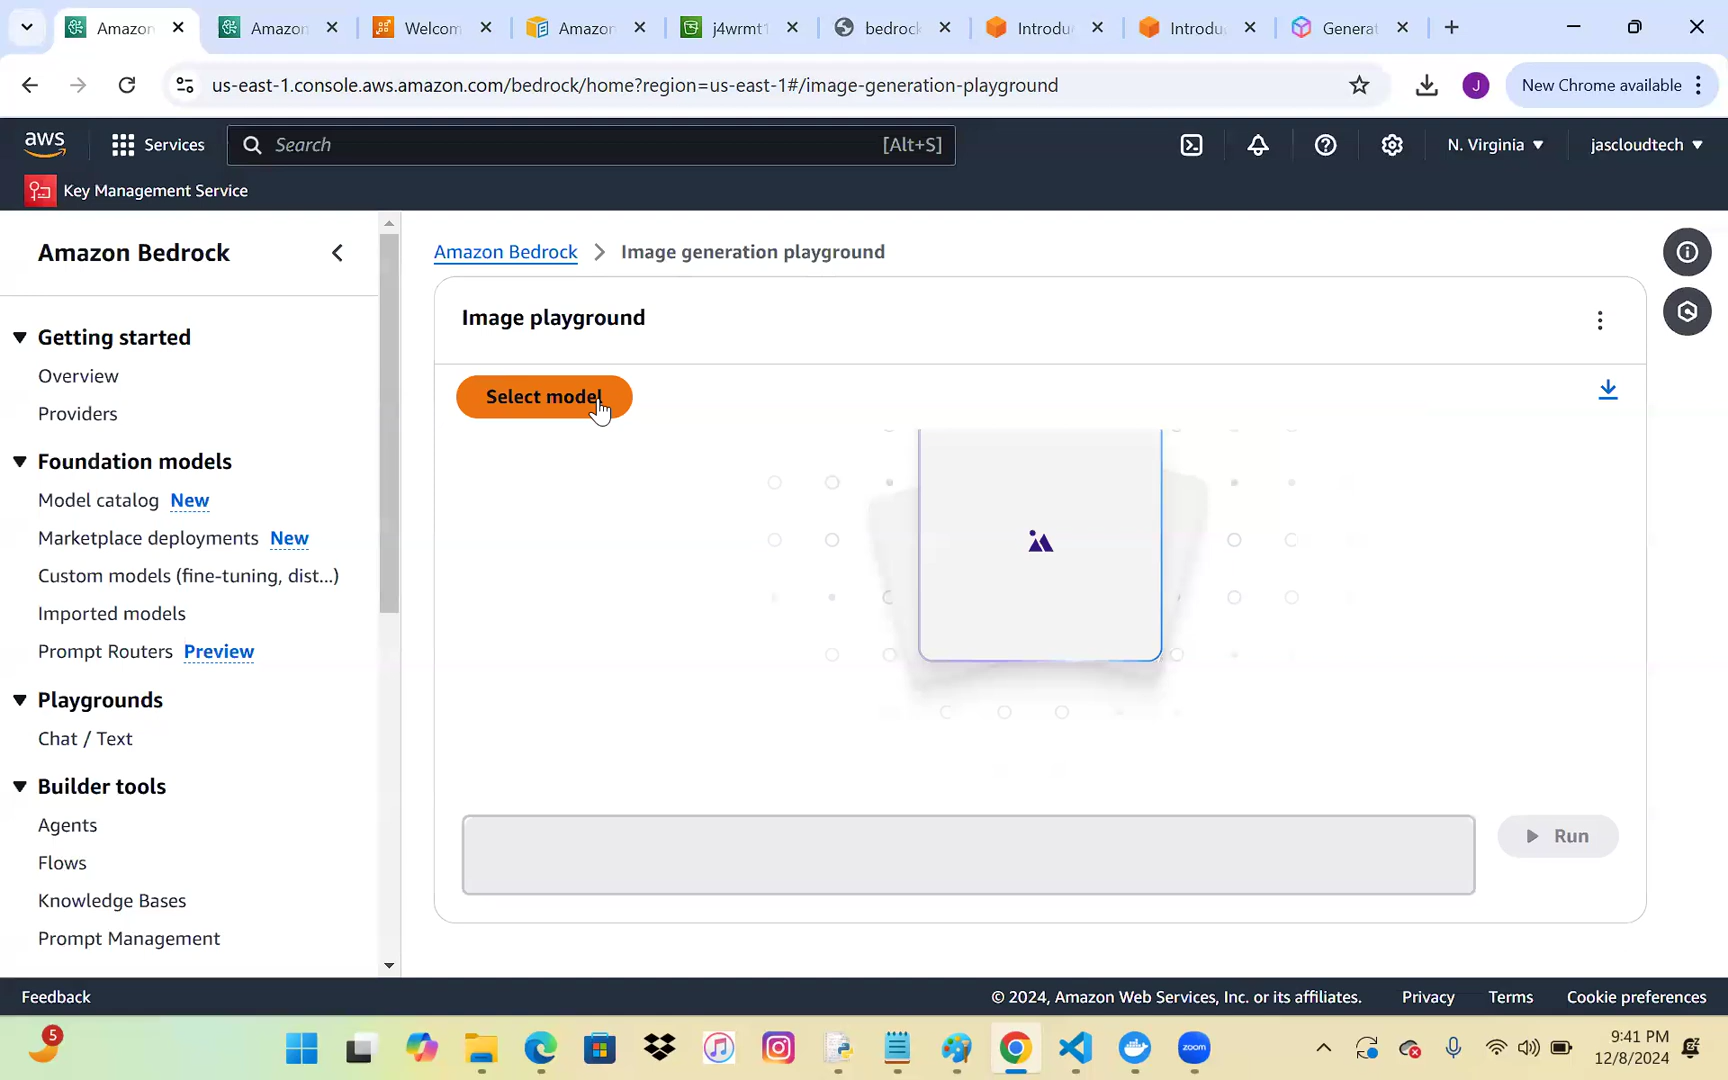 Amazon
Amazon
Welcom
Amazon
j4wrmt1
bedrock
Introdu
Introdu
Generat
us-east-1.console.aws.amazon.com/bedrock/home?region=us-east-1#/image-generation-playground
J
New Chrome available
aws
Services
Search
[Alt+S]
N. Virginia
jascloudtech
Key Management Service
Amazon Bedrock
Getting started
Overview
Providers
Foundation models
Model catalog New
Marketplace deployments New
Custom models (fine-tuning, dist...)
Imported models
Prompt Routers Preview
Playgrounds
Chat / Text
Builder tools
Agents
Flows
Knowledge Bases
Prompt Management
Amazon Bedrock > Image generation playground
Image playground
Select model
Run
Feedback
© 2024, Amazon Web Services, Inc. or its affiliates.
Privacy
Terms
Cookie preferences
5
zoom
9:41 PM
12/8/2024